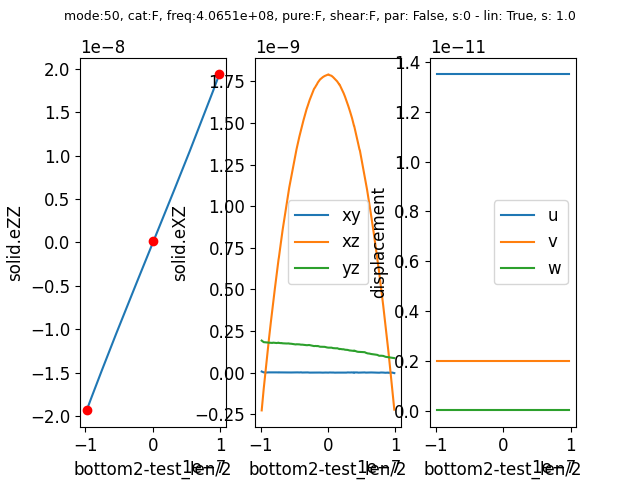 mode:50, cat:F, freq:4.0651e+08, pure:F, shear:F, par: False, s:0 - lin: True, s: 1.0
1e−8
2.0
1.5
1.0
0.5
0.0
−0.5
−1.0
−1.5
−2.0
solid.eZZ
−1
0
1
1e−7
bottom2-test_len/2
1e−9
1.75
1.50
1.25
1.00
0.75
0.50
0.25
0.00
−0.25
solid.eXZ
xy
xz
yz
−1
0
1
1e−7
bottom2-test_len/2
1e−11
1.4
1.2
1.0
0.8
0.6
0.4
0.2
0.0
displacement
u
v
w
−1
0
1
1e−7
bottom2-test_len/2